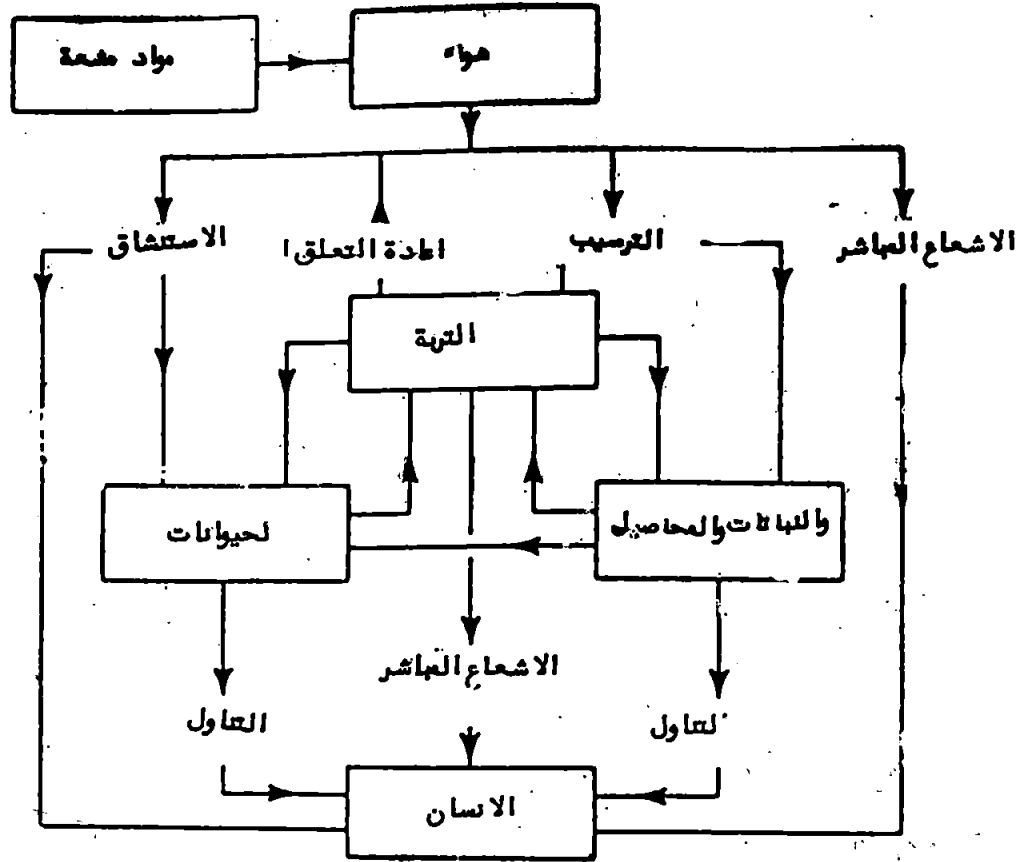 مواد مشعة
هواء
الاستنشاق
اعادة التعلق ا
الترسيب
الاشعاع المباشر
التربة
لحيوانات
والنباتات والمحاصيل
الاشعاع المباشر
التناول
لتناول
الانسان